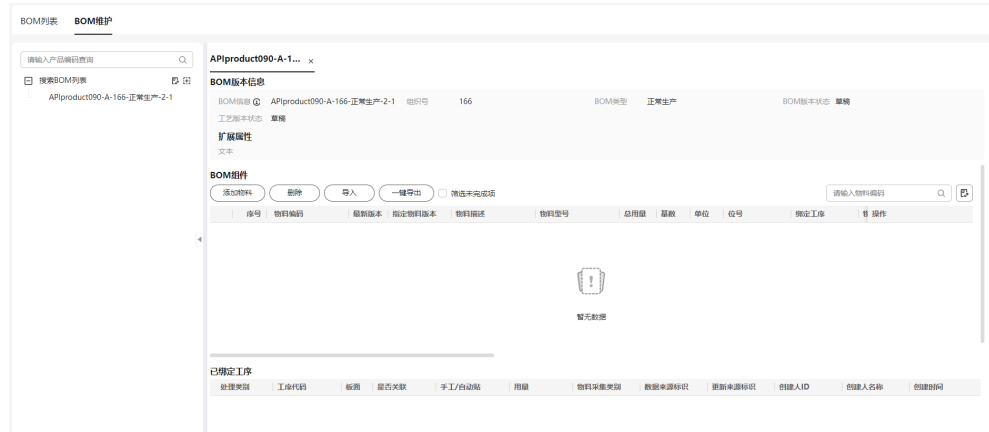 BOM列表 BOM维护
请输入产品编码查询
搜索BOM列表
APIproduct090-A-166-正常生产-2-1
APIproduct090-A-1... ×
BOM版本信息
BOM信息 APIproduct090-A-166-正常生产-2-1 组织号 166 BOM类型 正常生产 BOM版本状态 草稿
工艺版本状态 草稿
扩展属性
文本
BOM组件
添加物料 删除 导入 一键导出 筛选未完成项 请输入物料编码
序号 物料编码 最新版本 指定物料版本 物料描述 物料型号 总用量 基数 单位 位号 绑定工序 操作
暂无数据
已绑定工序
处理类别 工序代码 板面 是否关联 手工/自动贴 用量 物料采集类别 数据来源标识 更新来源标识 创建人ID 创建人名称 创建时间